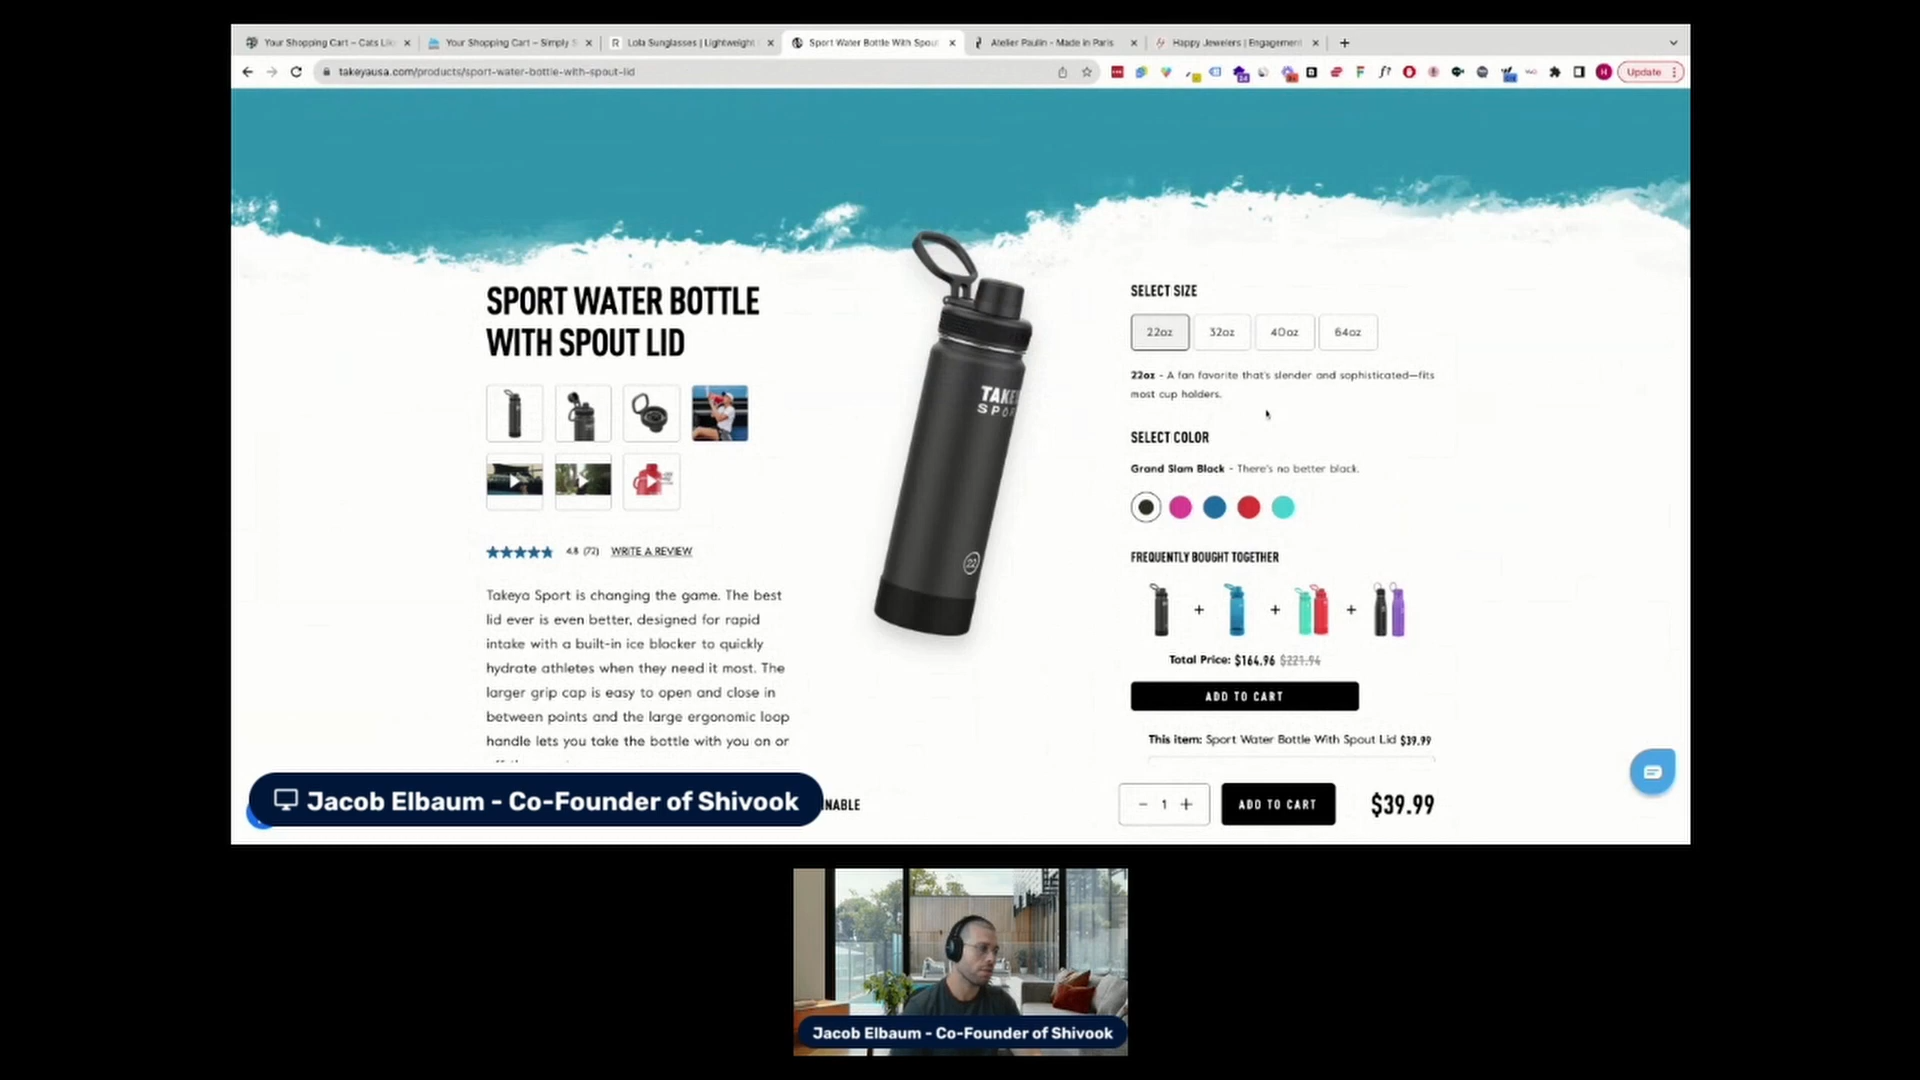 Your Shopping Cart – Cats Lik
Your Shopping Cart – Simply S
Lola Sunglasses | Lightweight
Sport Water Bottle With Spout
Atelier Paulin - Made in Paris
Happy Jewelers | Engagement
takeyausa.com/products/sport-water-bottle-with-spout-lid
Update
SPORT WATER BOTTLE
WITH SPOUT LID
4.8 (72) WRITE A REVIEW
Takeya Sport is changing the game. The best
lid ever is even better, designed for rapid
intake with a built-in ice blocker to quickly
hydrate athletes when they need it most. The
larger grip cap is easy to open and close in
between points and the large ergonomic loop
handle lets you take the bottle with you on or
TAKE
SPO
22
SELECT SIZE
22oz 32oz 40oz 64oz
22oz - A fan favorite that's slender and sophisticated—fits
most cup holders.
SELECT COLOR
Grand Slam Black - There's no better black.
FREQUENTLY BOUGHT TOGETHER
+ + +
Total Price: $164.96 $221.94
ADD TO CART
This item: Sport Water Bottle With Spout Lid $39.99
INABLE
− 1 + ADD TO CART $39.99
Jacob Elbaum - Co-Founder of Shivook
Jacob Elbaum - Co-Founder of Shivook